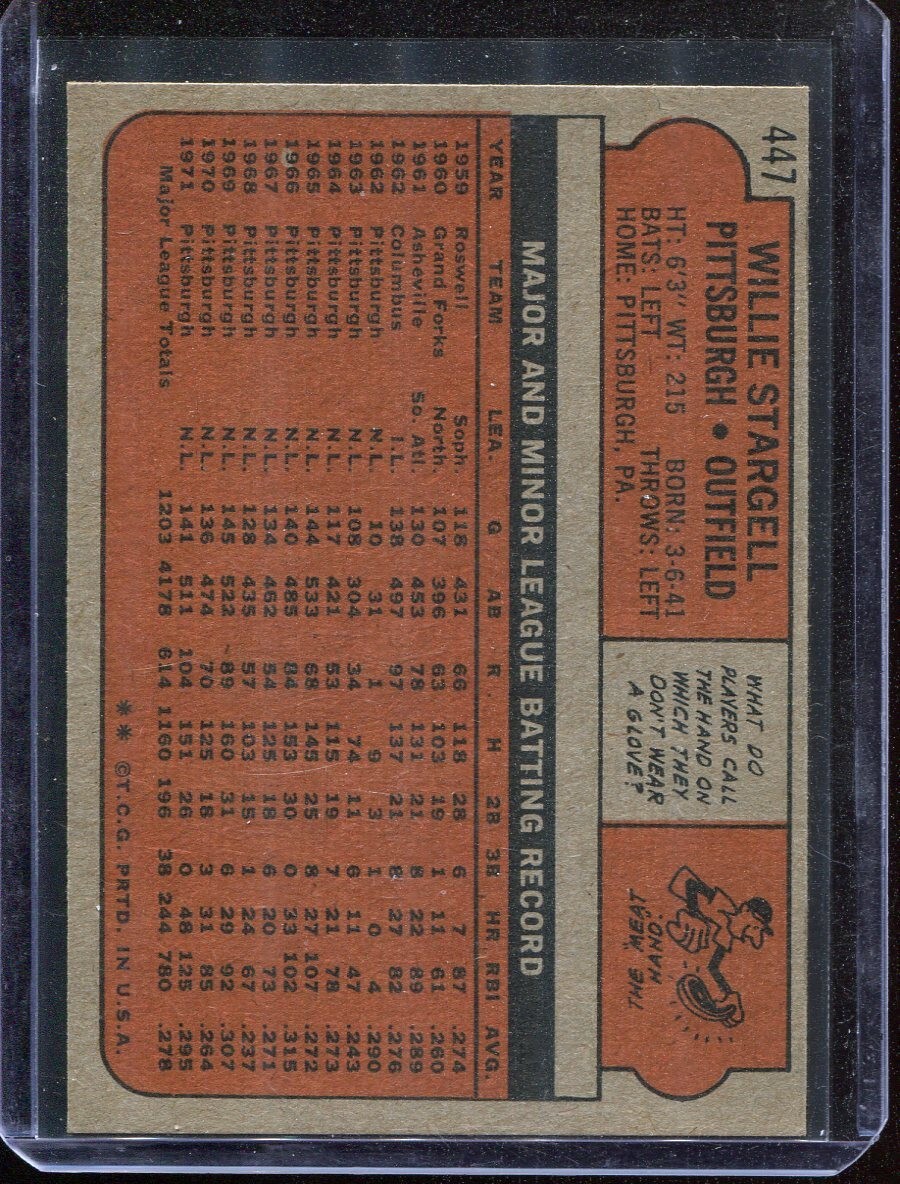 447
WILLIE STARGELL
PITTSBURGH • OUTFIELD
HT: 6'3" WT: 215 BORN: 3-6-41
BATS: LEFT THROWS: LEFT
HOME: PITTSBURGH, PA.
WHAT DO
PLAYERS CALL
THE HAND ON
WHICH THEY
DON'T WEAR
A GLOVE?
THE MEAT
HAND.
MAJOR AND MINOR LEAGUE BATTING RECORD
YEAR TEAM LEA. G AB R H 2B 3B HR RBI AVG.
1959 Roswell Soph. 118 431 66 118 28 6 7 87 .274
1960 Grand Forks North. 107 396 63 103 19 1 11 61 .260
1961 Asheville So. Atl. 130 453 78 131 21 8 22 89 .289
1962 Columbus I.L. 138 497 97 137 21 8 27 82 .276
1962 Pittsburgh N.L. 10 31 1 9 3 1 0 4 .290
1963 Pittsburgh N.L. 108 304 34 74 11 6 11 47 .243
1964 Pittsburgh N.L. 117 421 53 115 19 7 21 78 .273
1965 Pittsburgh N.L. 144 533 68 145 25 8 27 107 .272
1966 Pittsburgh N.L. 140 485 84 153 30 0 33 102 .315
1967 Pittsburgh N.L. 134 462 54 125 18 6 20 73 .271
1968 Pittsburgh N.L. 128 435 57 103 15 1 24 67 .237
1969 Pittsburgh N.L. 145 522 89 160 31 6 29 92 .307
1970 Pittsburgh N.L. 136 474 70 125 18 3 31 85 .264
1971 Pittsburgh N.L. 141 511 104 151 26 0 48 125 .295
Major League Totals 1203 4178 614 1160 196 38 244 780 .278
** ©T.C.G. PRTD. IN U.S.A.